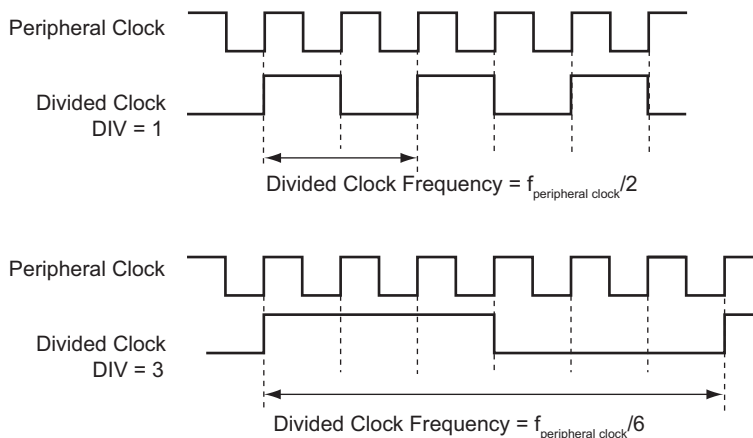 Peripheral Clock
Divided Clock
DIV = 1
Divided Clock Frequency = fperipheral clock/2
Peripheral Clock
Divided Clock
DIV = 3
Divided Clock Frequency = fperipheral clock/6